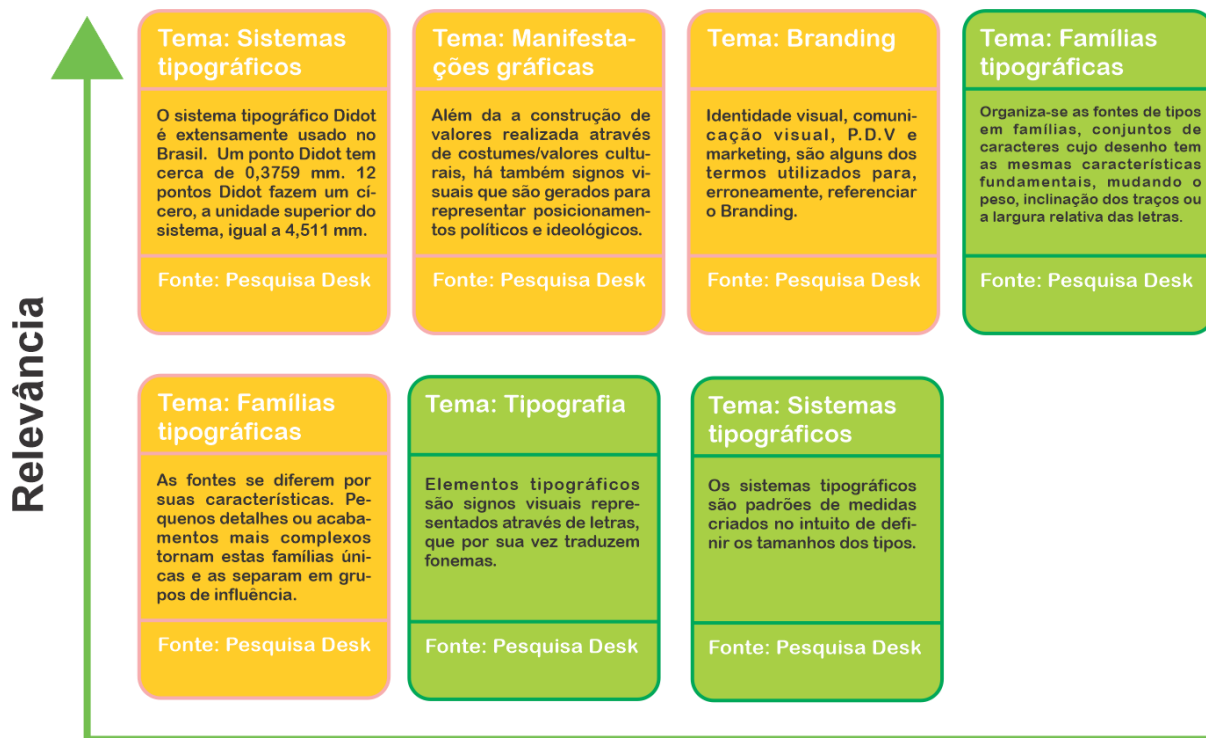 Relevância
Tema: Sistemas
tipográficos
O sistema tipográfico Didot
é extensamente usado no
Brasil. Um ponto Didot tem
cerca de 0,3759 mm. 12
pontos Didot fazem um cí-
cero, a unidade superior do
sistema, igual a 4,511 mm.
Fonte: Pesquisa Desk
Tema: Manifesta-
ções gráficas
Além da a construção de
valores realizada através
de costumes/valores cultu-
rais, há também signos vi-
suais que são gerados para
representar posicionamen-
tos políticos e ideológicos.
Fonte: Pesquisa Desk
Tema: Branding
Identidade visual, comuni-
cação visual, P.D.V e
marketing, são alguns dos
termos utilizados para,
erroneamente, referenciar
o Branding.
Fonte: Pesquisa Desk
Tema: Famílias
tipográficas
Organiza-se as fontes de tipos
em famílias, conjuntos de
caracteres cujo desenho tem
as mesmas características
fundamentais, mudando o
peso, inclinação dos traços ou
a largura relativa das letras.
Fonte: Pesquisa Desk
Tema: Famílias
tipográficas
As fontes se diferem por
suas características. Pe-
quenos detalhes ou acaba-
mentos mais complexos
tornam estas famílias úni-
cas e as separam em gru-
pos de influência.
Fonte: Pesquisa Desk
Tema: Tipografia
Elementos tipográficos
são signos visuais repre-
sentados através de letras,
que por sua vez traduzem
fonemas.
Fonte: Pesquisa Desk
Tema: Sistemas
tipográficos
Os sistemas tipográficos
são padrões de medidas
criados no intuito de defi-
nir os tamanhos dos tipos.
Fonte: Pesquisa Desk